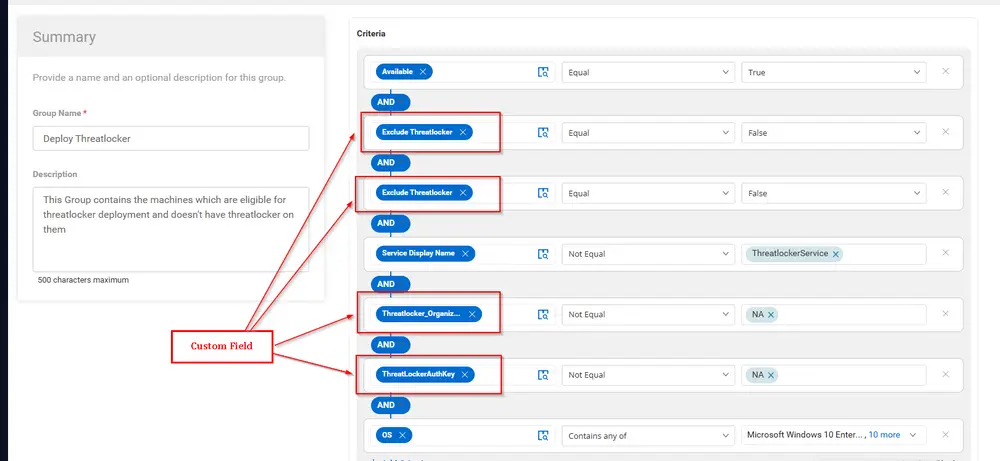 Summary
Provide a name and an optional description for this group.
Group Name *
Deploy Threatlocker
Description
This Group contains the machines which are eligible for
threatlocker deployment and doesn't have threatlocker on
them
500 characters maximum
Custom Field
Criteria
Available Equal True
AND
Exclude Threatlocker Equal False
AND
Exclude Threatlocker Equal False
AND
Service Display Name Not Equal ThreatlockerService
AND
Threatlocker_Organiz... Not Equal NA
AND
ThreatLockerAuthKey Not Equal NA
AND
OS Contains any of Microsoft Windows 10 Enter... , 10 more